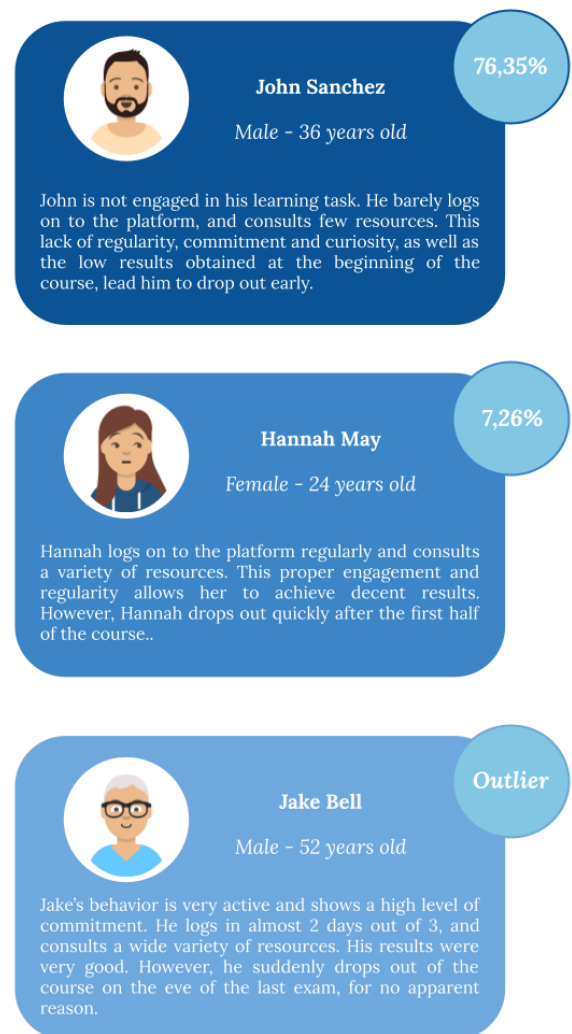 76,35%
John Sanchez
Male - 36 years old
John is not engaged in his learning task. He barely logs
on to the platform, and consults few resources. This
lack of regularity, commitment and curiosity, as well as
the low results obtained at the beginning of the
course, lead him to drop out early.
7,26%
Hannah May
Female - 24 years old
Hannah logs on to the platform regularly and consults
a variety of resources. This proper engagement and
regularity allows her to achieve decent results.
However, Hannah drops out quickly after the first half
of the course..
Outlier
Jake Bell
Male - 52 years old
Jake's behavior is very active and shows a high level of
commitment. He logs in almost 2 days out of 3, and
consults a wide variety of resources. His results were
very good. However, he suddenly drops out of the
course on the eve of the last exam, for no apparent
reason.